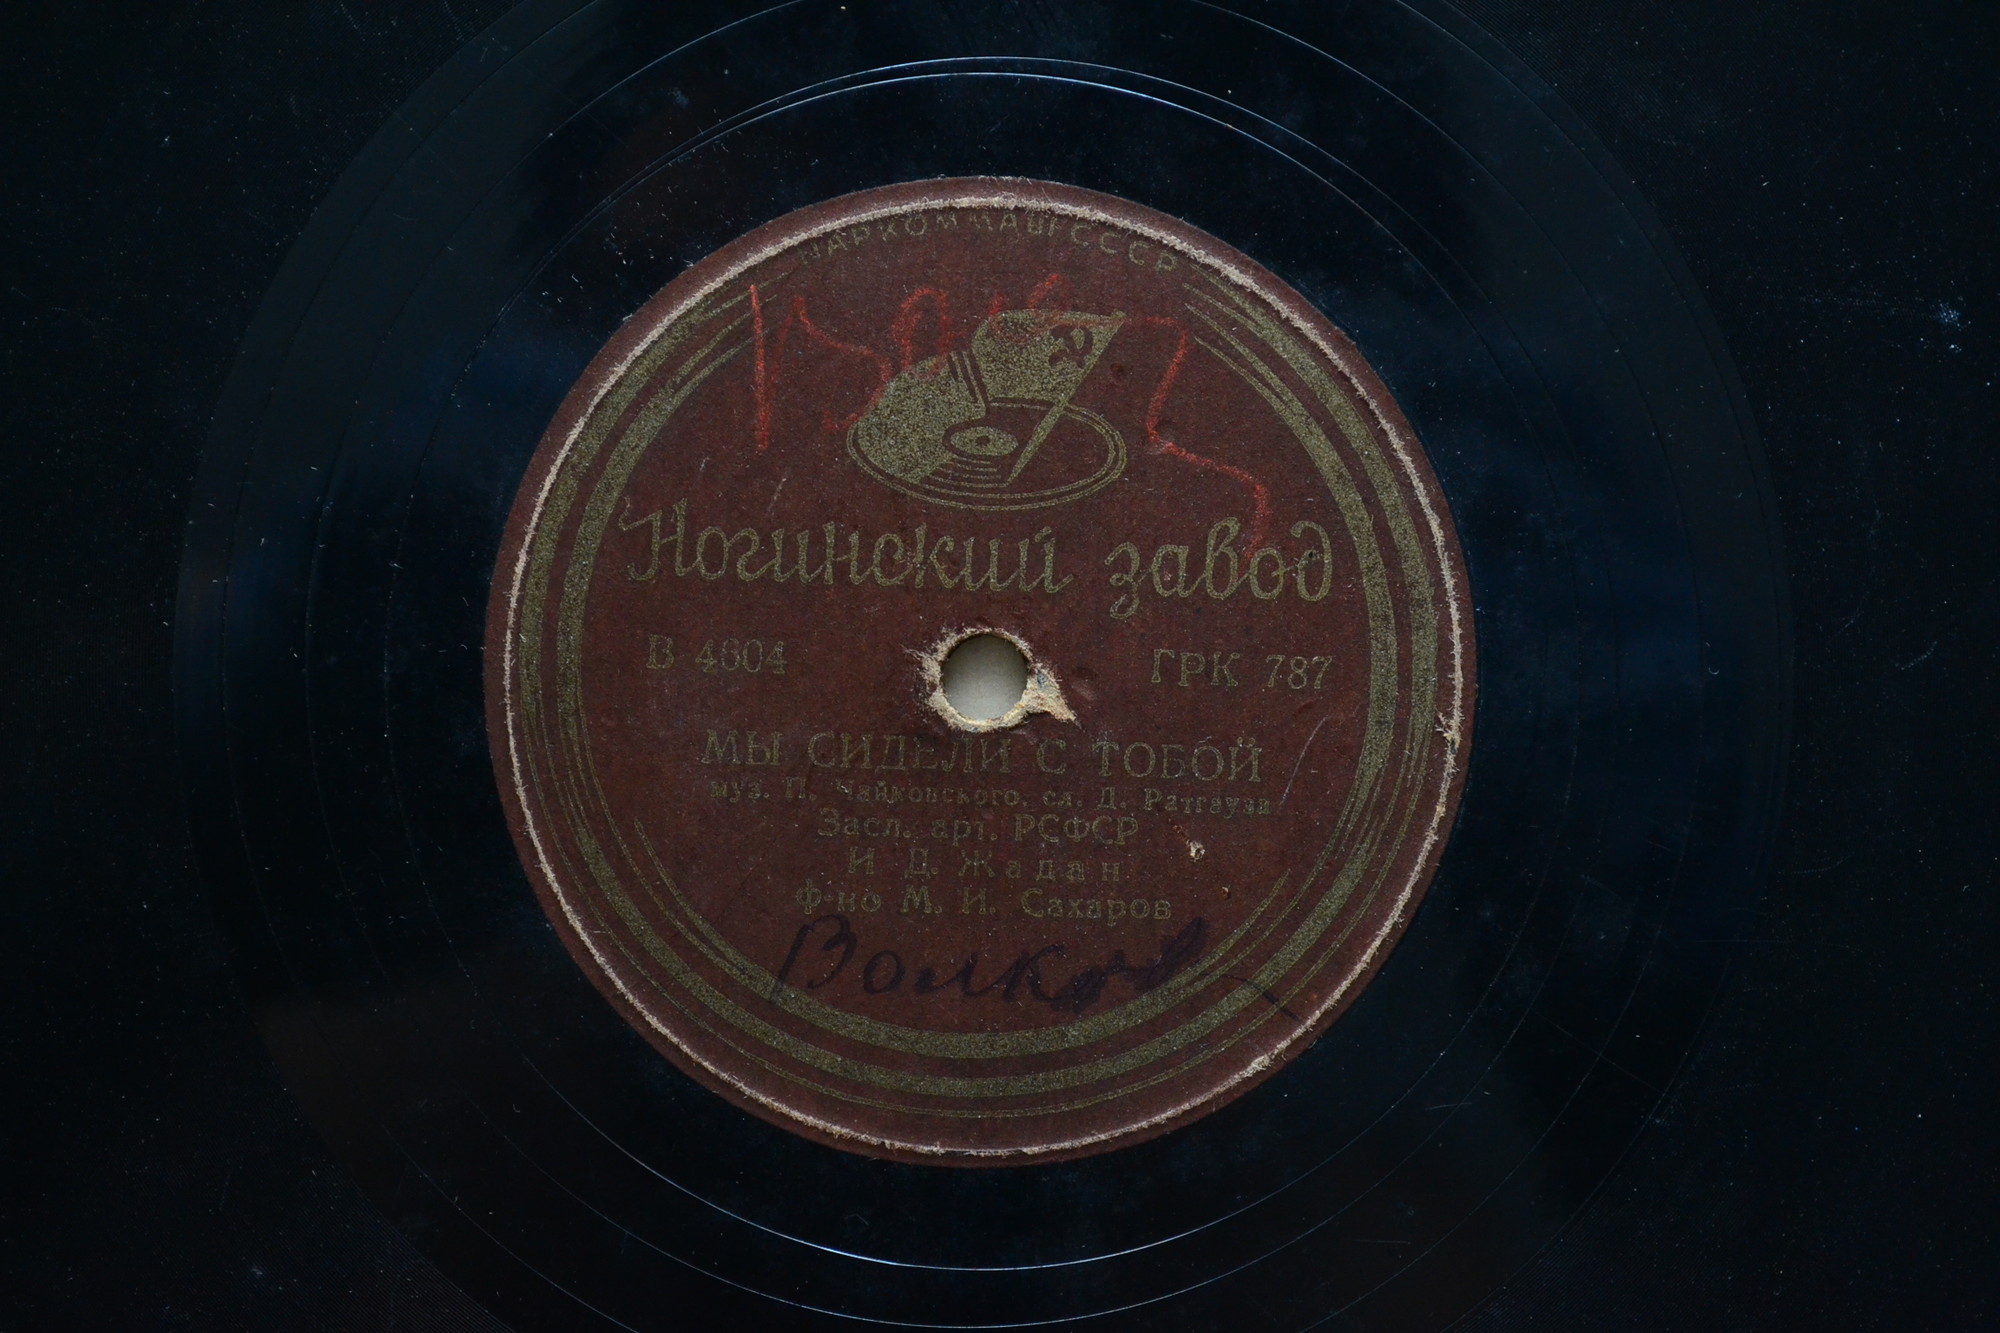 НАРКОММАШ СССР
Ногинский завод
В 4604 ГРК 787
МЫ СИДЕЛИ С ТОБОЙ
муз. П. Чайковского, сл. Д. Ратгауза
Засл. арт. РСФСР
И. Д. Жадан
ф-но М. И. Сахаров
Волков